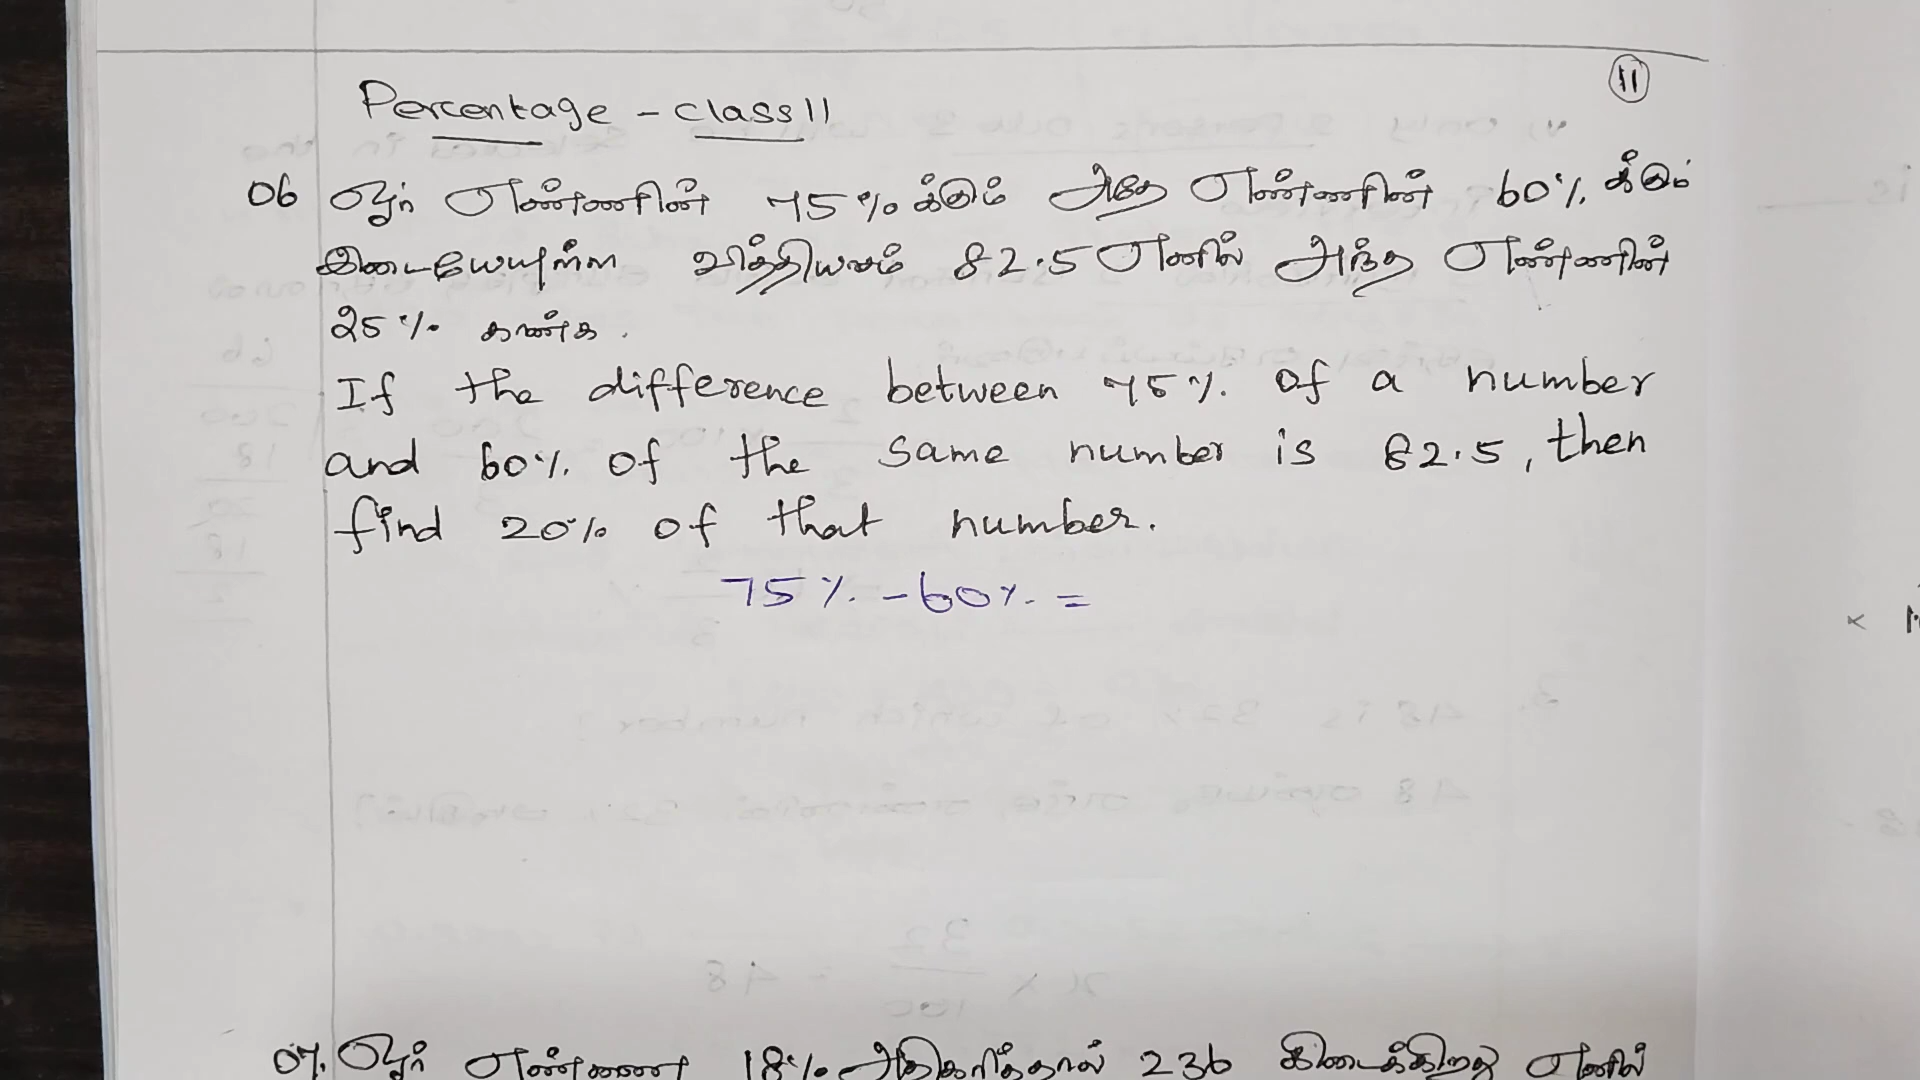 11
Percentage - class 11
06 ஓர் எண்ணின் 75% க்கும் அதே எண்ணின் 60% க்கும்
இடையேயுள்ள வித்தியாசம் 82.5 எனில் அந்த எண்ணின்
25% காண்க.
If the difference between 75% of a number
and 60% of the same number is 82.5, then
find 20% of that number.
75% - 60% =
07. ஓர் எண்ணை 18% அதிகரித்தால் 236 கிடைக்கிறது எனில்